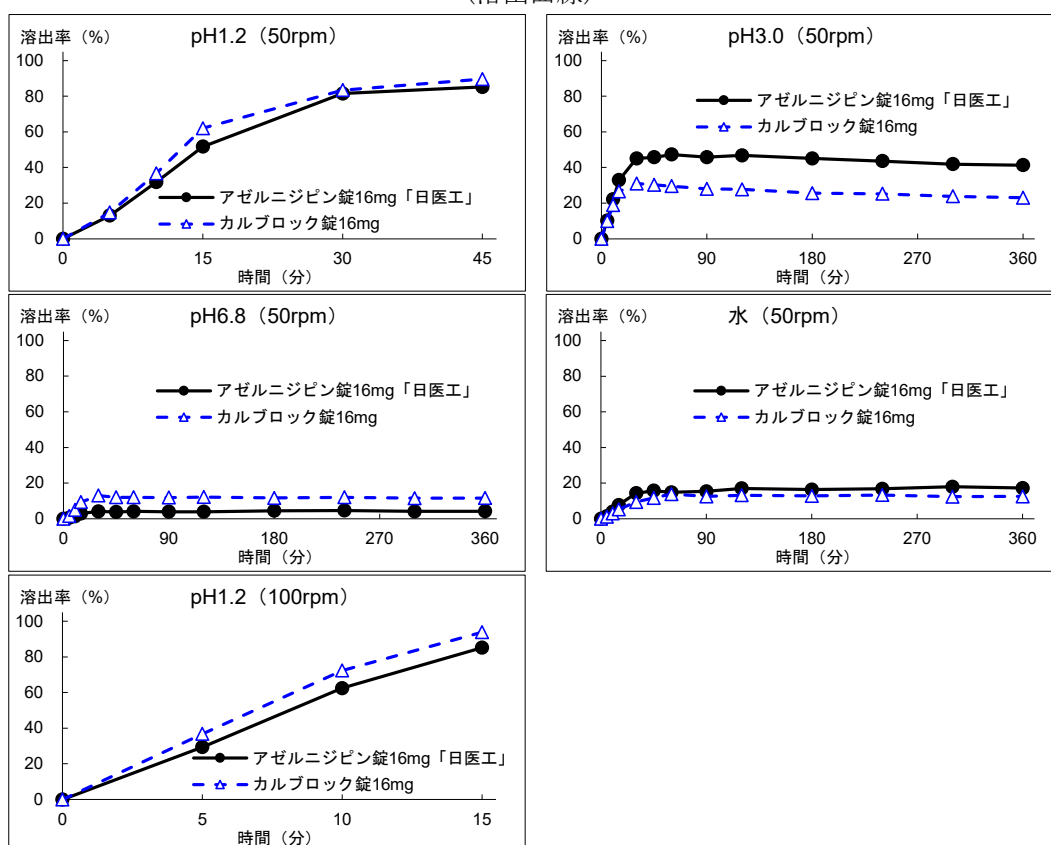 溶出率（%） pH1.2（50rpm）
100
80
60
40
20
0
アゼルニジピン錠16mg「日医工」
カルブロック錠16mg
0 15 30 45
時間（分）
溶出率（%） pH3.0（50rpm）
100
80
60
40
20
0
アゼルニジピン錠16mg「日医工」
カルブロック錠16mg
0 90 180 270 360
時間（分）
溶出率（%） pH6.8（50rpm）
100
80
60
40
20
0
アゼルニジピン錠16mg「日医工」
カルブロック錠16mg
0 90 180 270 360
時間（分）
溶出率（%） 水（50rpm）
100
80
60
40
20
0
アゼルニジピン錠16mg「日医工」
カルブロック錠16mg
0 90 180 270 360
時間（分）
溶出率（%） pH1.2（100rpm）
100
80
60
40
20
0
アゼルニジピン錠16mg「日医工」
カルブロック錠16mg
0 5 10 15
時間（分）